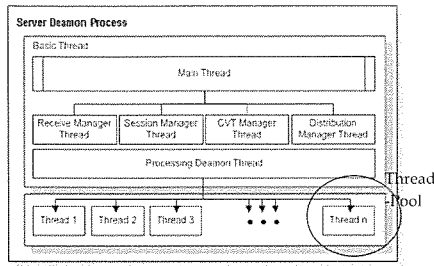 Server Deamon Process
Basic Thread
Main Thread
Receive Manager Thread
Session Manager Thread
CVT Manager Thread
Distribution Manager Thread
Processing Deamon Thread
Thread 1
Thread 2
Thread 3
Thread n
Thread
Pool